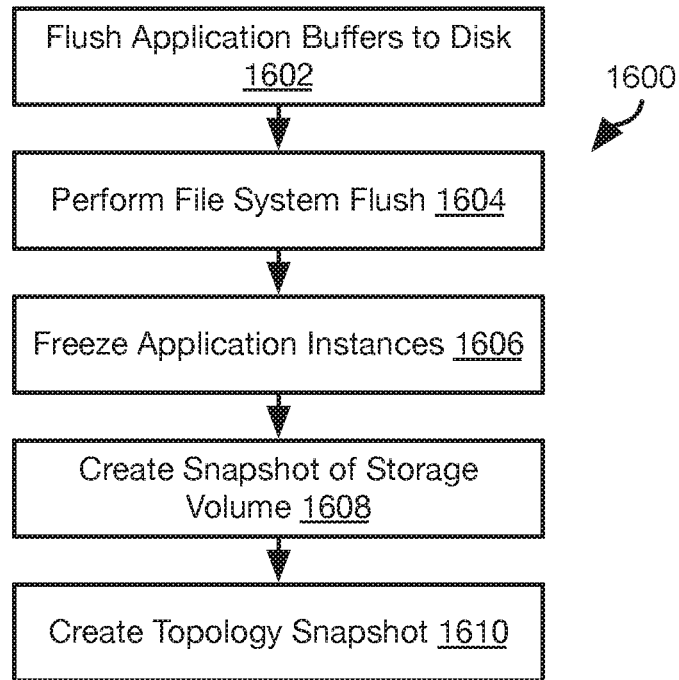 Flush Application Buffers to Disk
1602
1600
Perform File System Flush 1604
Freeze Application Instances 1606
Create Snapshot of Storage
Volume 1608
Create Topology Snapshot 1610